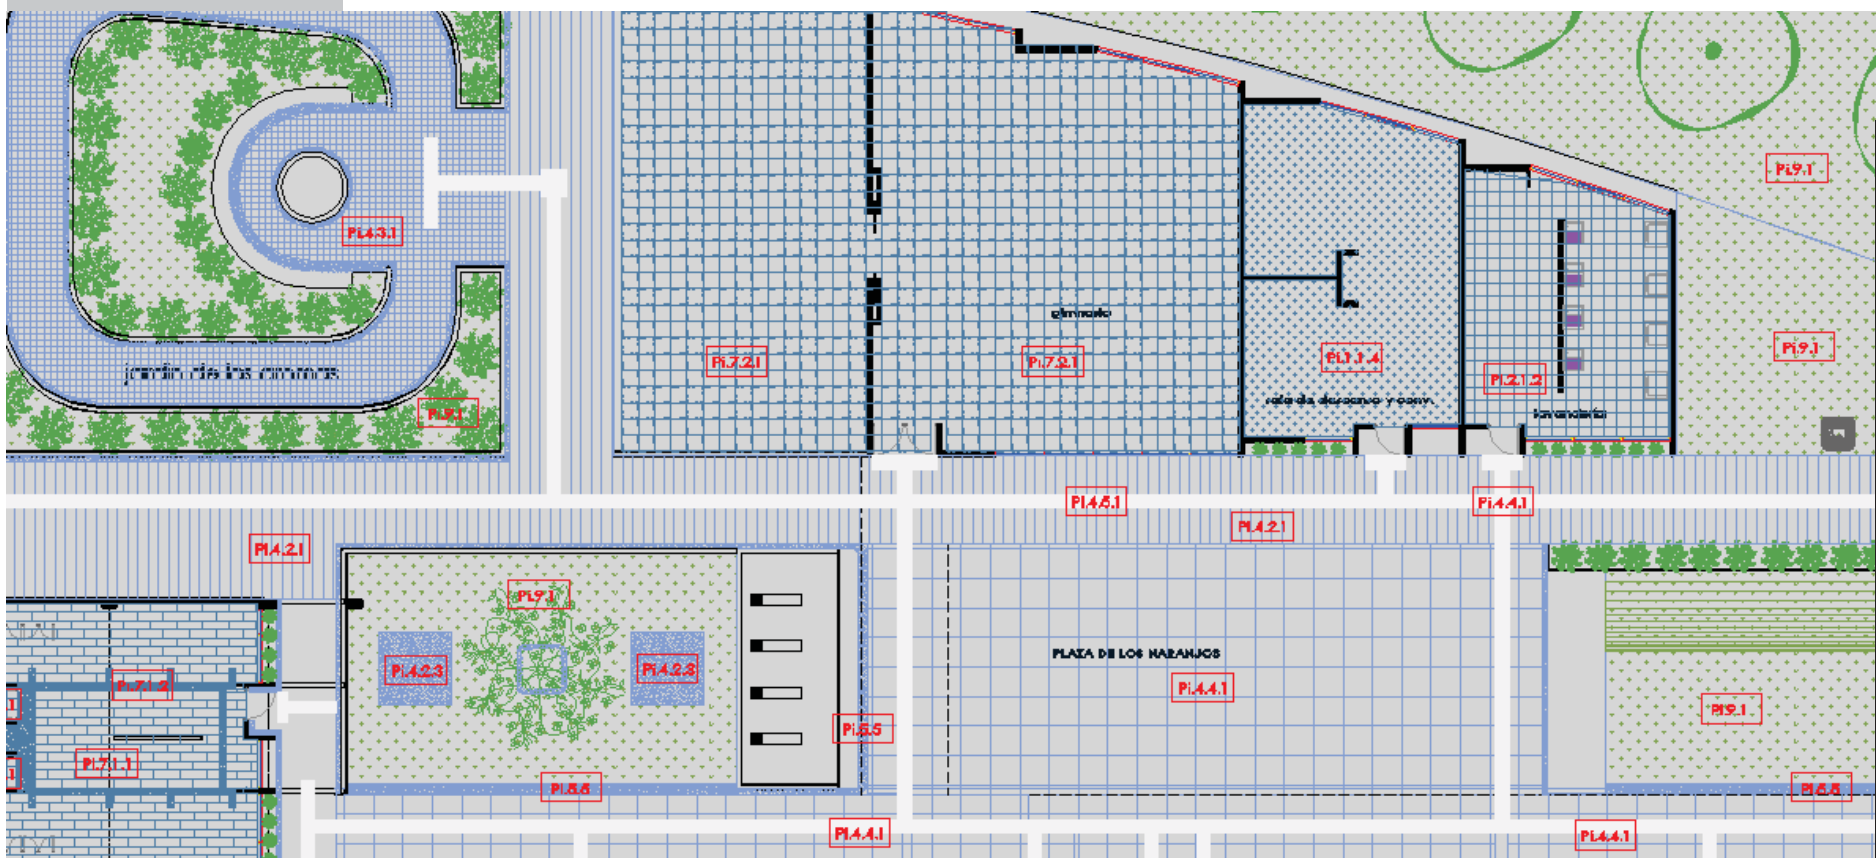 Pi.9.1
Pi.4.3.1
gimnasio
Pi.9.1
Pi.7.2.1
Pi.7.2.1
Pi.1.1.4
jardín de los aromas
Pi.2.1.2
sala de descanso y conv.
Pi.9.1
lavandería
Pi.4.5.1
Pi.4.4.1
Pi.4.2.1
Pi.4.2.1
Pi.9.1
PLAZA DE LOS NARANJOS
Pi.4.2.3
Pi.4.2.3
Pi.7.1.2
Pi.4.4.1
Pi.9.1
Pi.5.5
Pi.7.1.1
Pi.5.5
Pi.5.5
Pi.4.4.1
Pi.4.4.1